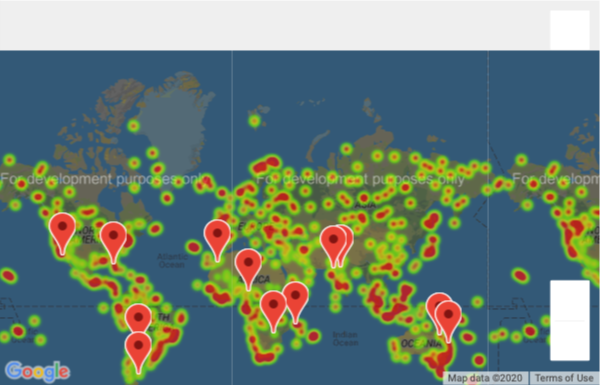 For development purposes only
For development purposes only
For development purposes
Atlantic
Ocean
Indian
Ocean
Google
Map data ©2020
Terms of Use